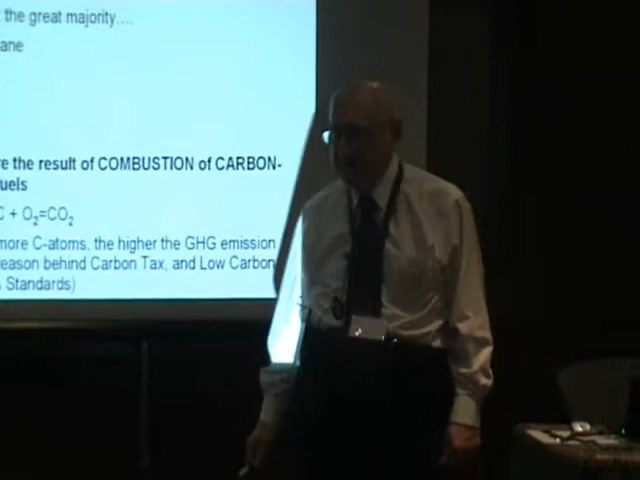 the great majority….
ane
re the result of COMBUSTION of CARBON-
uels
C + O₂=CO₂
more C-atoms, the higher the GHG emission
eason behind Carbon Tax, and Low Carbon
s Standards)